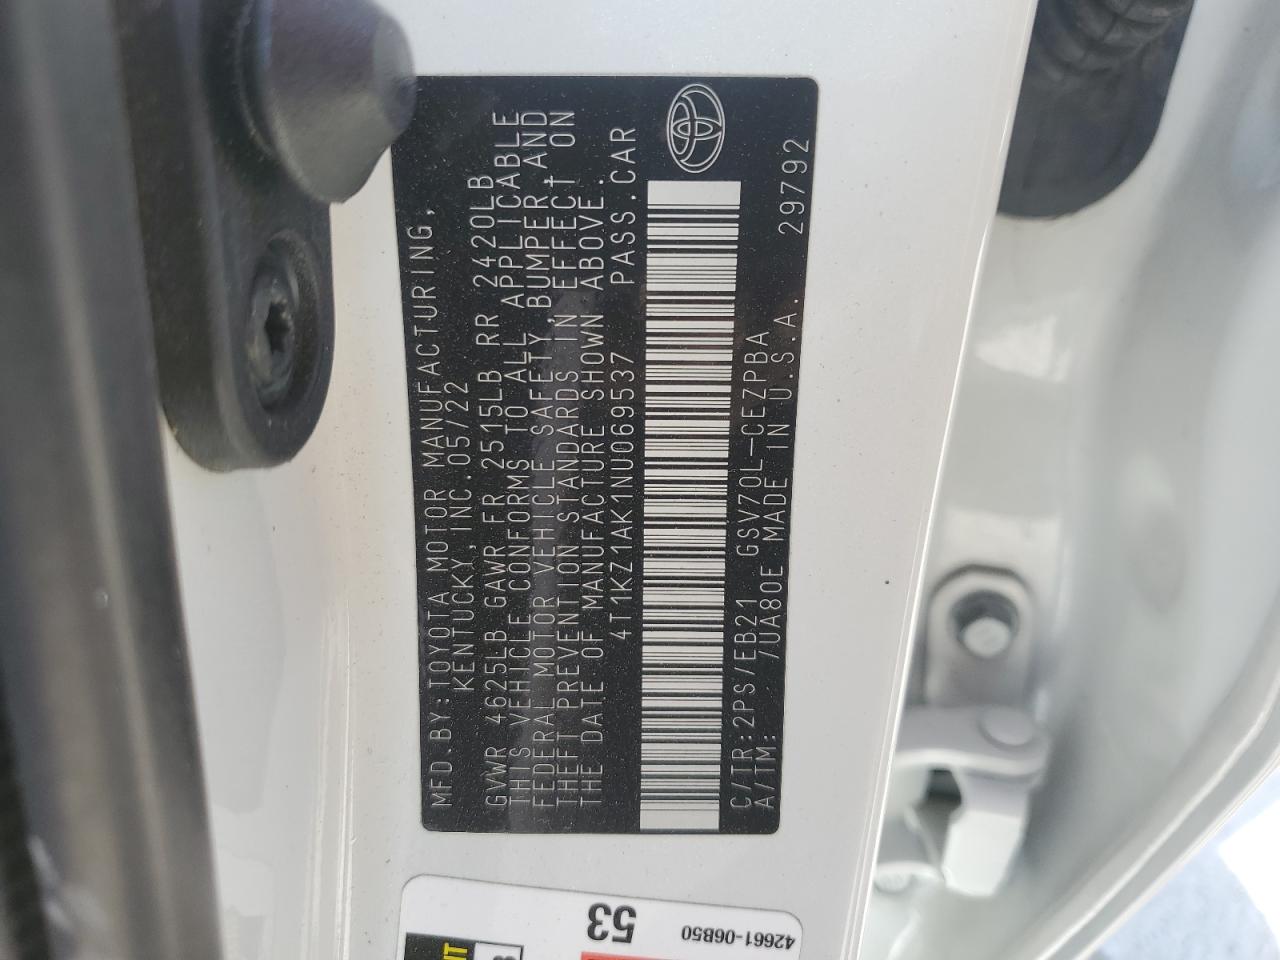 MFD.BY:TOYOTA MOTOR MANUFACTURING,
KENTUCKY,INC.05/22
GVWR 4625LB GAWR FR 2515LB RR 2420LB
THIS VEHICLE CONFORMS TO ALL APPLICABLE
FEDERAL MOTOR VEHICLE SAFETY,BUMPER,AND
THEFT PREVENTION STANDARDS IN EFFECT ON
THE DATE OF MANUFACTURE SHOWN ABOVE.
4T1KZ1AK1NU069537 PASS.CAR
C/TR:2PS/EB21 GSV70L-CEZPBA
A/TM: /UA80E MADE IN U.S.A. 29792
53
42661-06B50